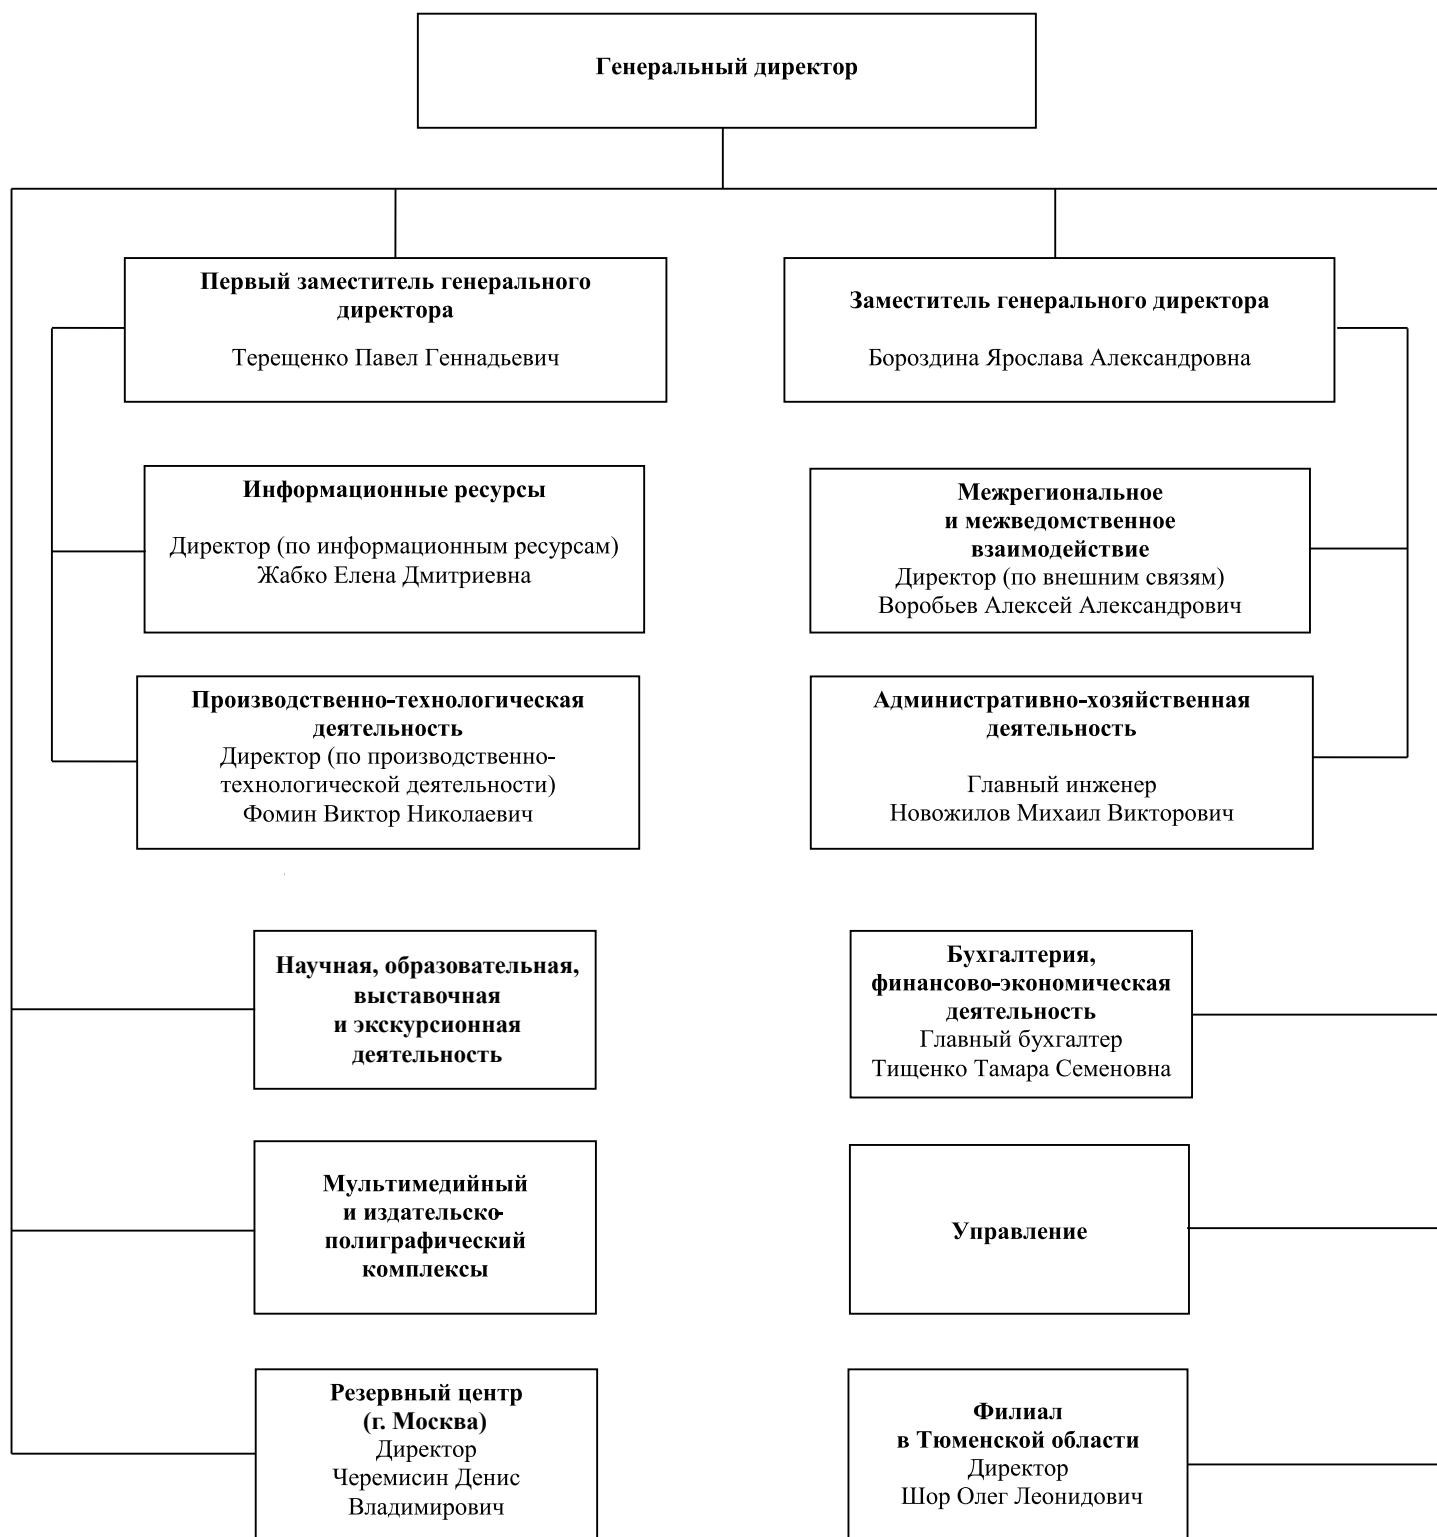 Генеральный директор
Первый заместитель генерального
директора
Терещенко Павел Геннадьевич
Заместитель генерального директора
Бороздина Ярослава Александровна
Информационные ресурсы
Директор (по информационным ресурсам)
Жабко Елена Дмитриевна
Межрегиональное
и межведомственное
взаимодействие
Директор (по внешним связям)
Воробьев Алексей Александрович
Производственно-технологическая
деятельность
Директор (по производственно-
технологической деятельности)
Фомин Виктор Николаевич
Административно-хозяйственная
деятельность
Главный инженер
Новожилов Михаил Викторович
Научная, образовательная,
выставочная
и экскурсионная
деятельность
Бухгалтерия,
финансово-экономическая
деятельность
Главный бухгалтер
Тищенко Тамара Семеновна
Мультимедийный
и издательско-
полиграфический
комплексы
Управление
Резервный центр
(г. Москва)
Директор
Черемисин Денис
Владимирович
Филиал
в Тюменской области
Директор
Шор Олег Леонидович